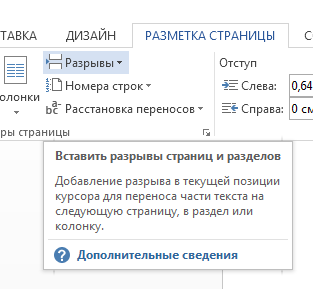 ТАВКА ДИЗАЙН РАЗМЕТКА СТРАНИЦЫ
Разрывы Отступ
Номера строк Слева: 0,64
олонки Расстановка переносов Справа: 0 см
ры страницы
Вставить разрывы страниц и разделов
Добавление разрыва в текущей позиции
курсора для переноса части текста на
следующую страницу, в раздел или
колонку.
Дополнительные сведения